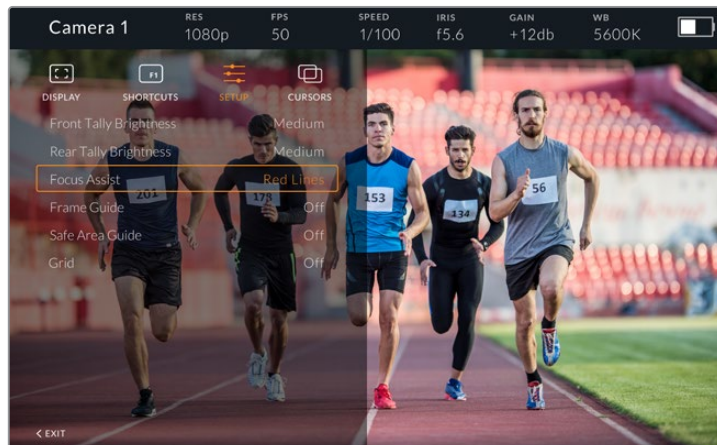 Camera 1
RES FPS SPEED IRIS GAIN WB
1080p 50 1/100 f5.6 +12db 5600K
F1
DISPLAY SHORTCUTS SETUP CURSORS
Front Tally Brightness Medium
Rear Tally Brightness Medium
Focus Assist Red Lines
Frame Guide Off
Safe Area Guide Off
Grid Off
201 178 153 134 56
< EXIT